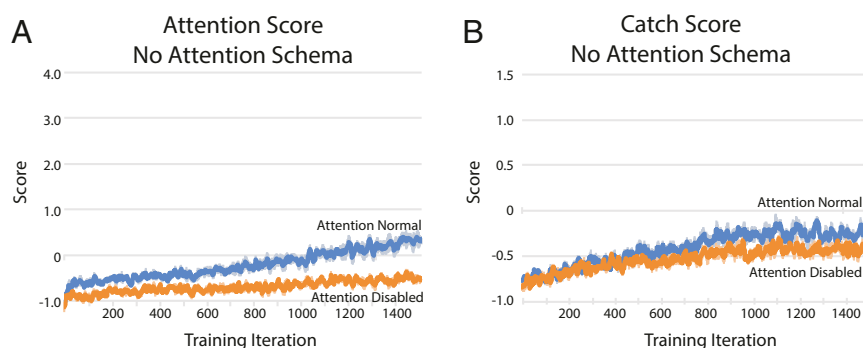 A
Attention Score
No Attention Schema
4.0
3.0
2.0
1.0
0
-1.0
Score
Attention Normal
Attention Disabled
200 400 600 800 1000 1200 1400
Training Iteration
B
Catch Score
No Attention Schema
1.5
1.0
0.5
0
-0.5
-1.0
Score
Attention Normal
Attention Disabled
200 400 600 800 1000 1200 1400
Training Iteration